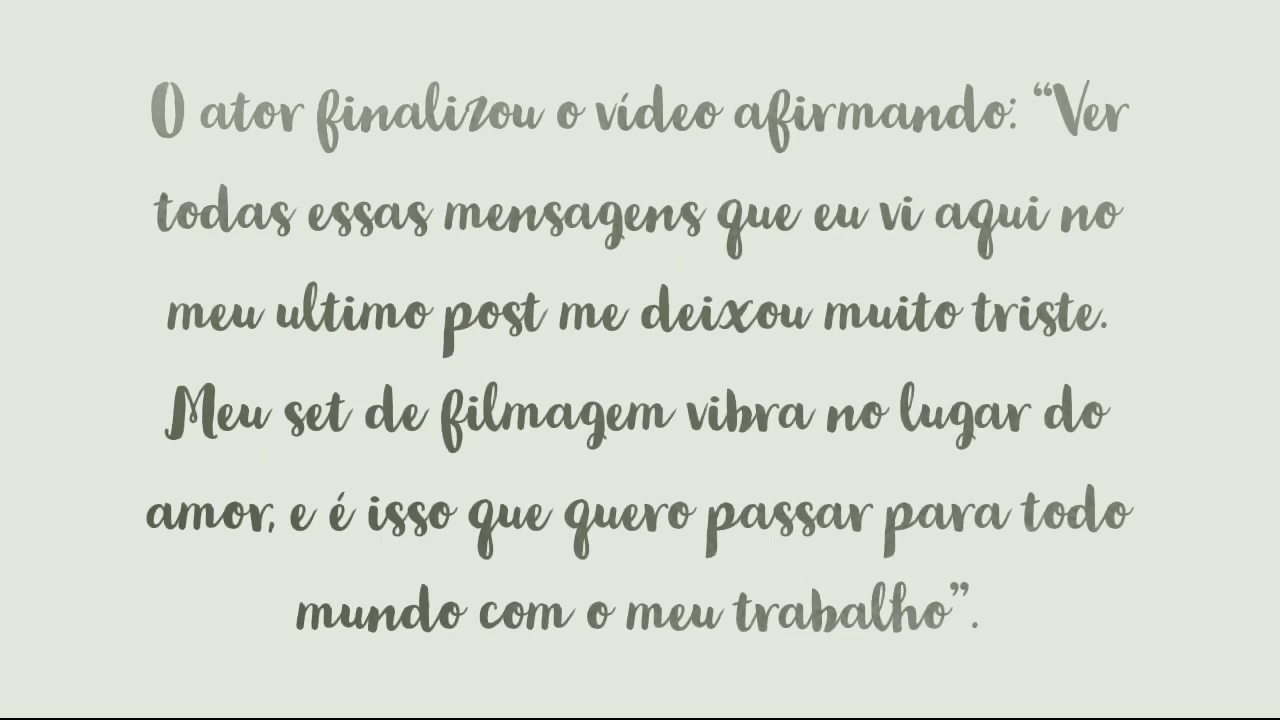 O ator finalizou o vídeo afirmando: “Ver
todas essas mensagens que eu vi aqui no
meu ultimo post me deixou muito triste.
Meu set de filmagem vibra no lugar do
amor, e é isso que quero passar para todo
mundo com o meu trabalho”.